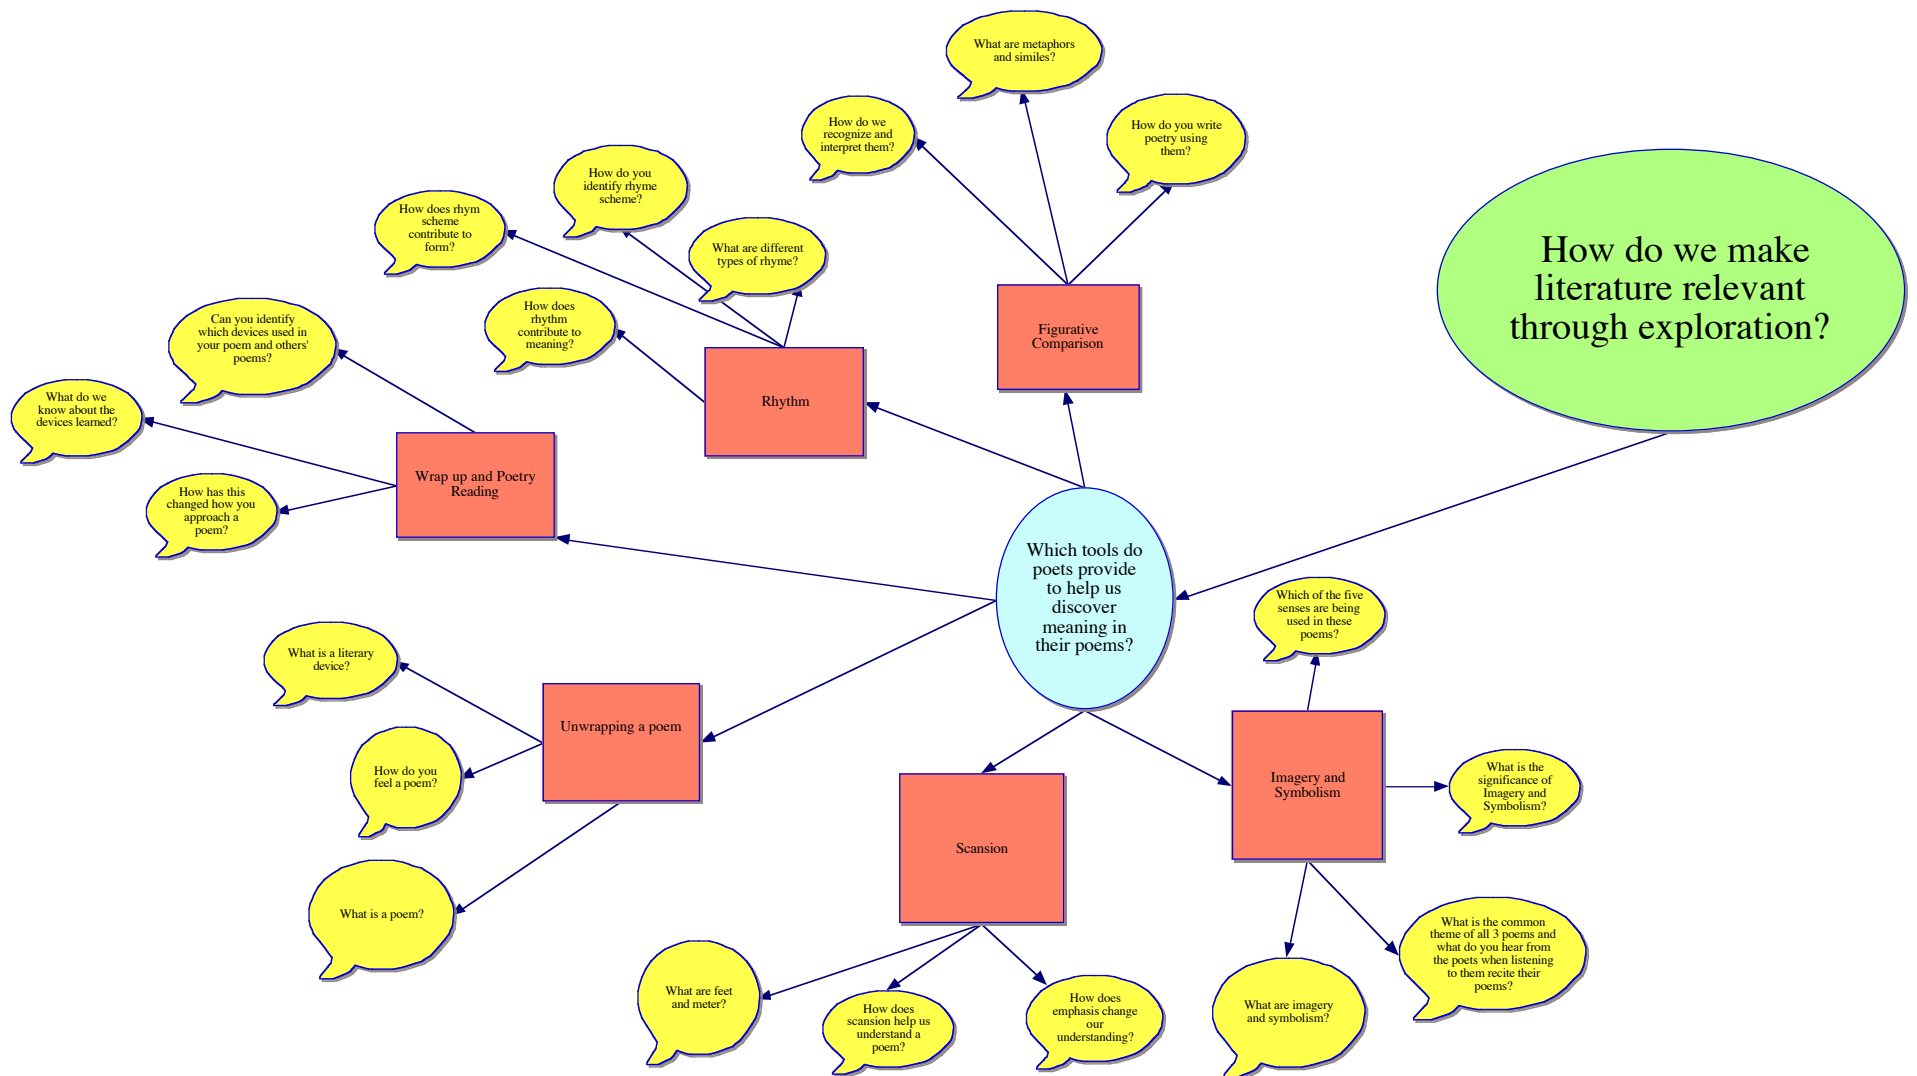 What are metaphors
and similes?
How do we
recognize and
interpret them?
How do you write
poetry using
them?
How do you
identify rhyme
scheme?
How does rhym
scheme
contribute to
form?
What are different
types of rhyme?
How does
rhythm
contribute to
meaning?
How do we make
literature relevant
through exploration?
Figurative
Comparison
Rhythm
Can you identify
which devices used in
your poem and others'
poems?
What do we
know about the
devices learned?
How has this
changed how you
approach a
poem?
Wrap up and Poetry
Reading
Which tools do
poets provide
to help us
discover
meaning in
their poems?
Which of the five
senses are being
used in these
poems?
What is a literary
device?
How do you
feel a poem?
What is a poem?
Unwrapping a poem
Scansion
Imagery and
Symbolism
What is the
significance of
Imagery and
Symbolism?
What are feet
and meter?
How does
scansion help us
understand a
poem?
How does
emphasis change
our
understanding?
What are imagery
and symbolism?
What is the common
theme of all 3 poems and
what do you hear from
the poets when listening
to them recite their
poems?